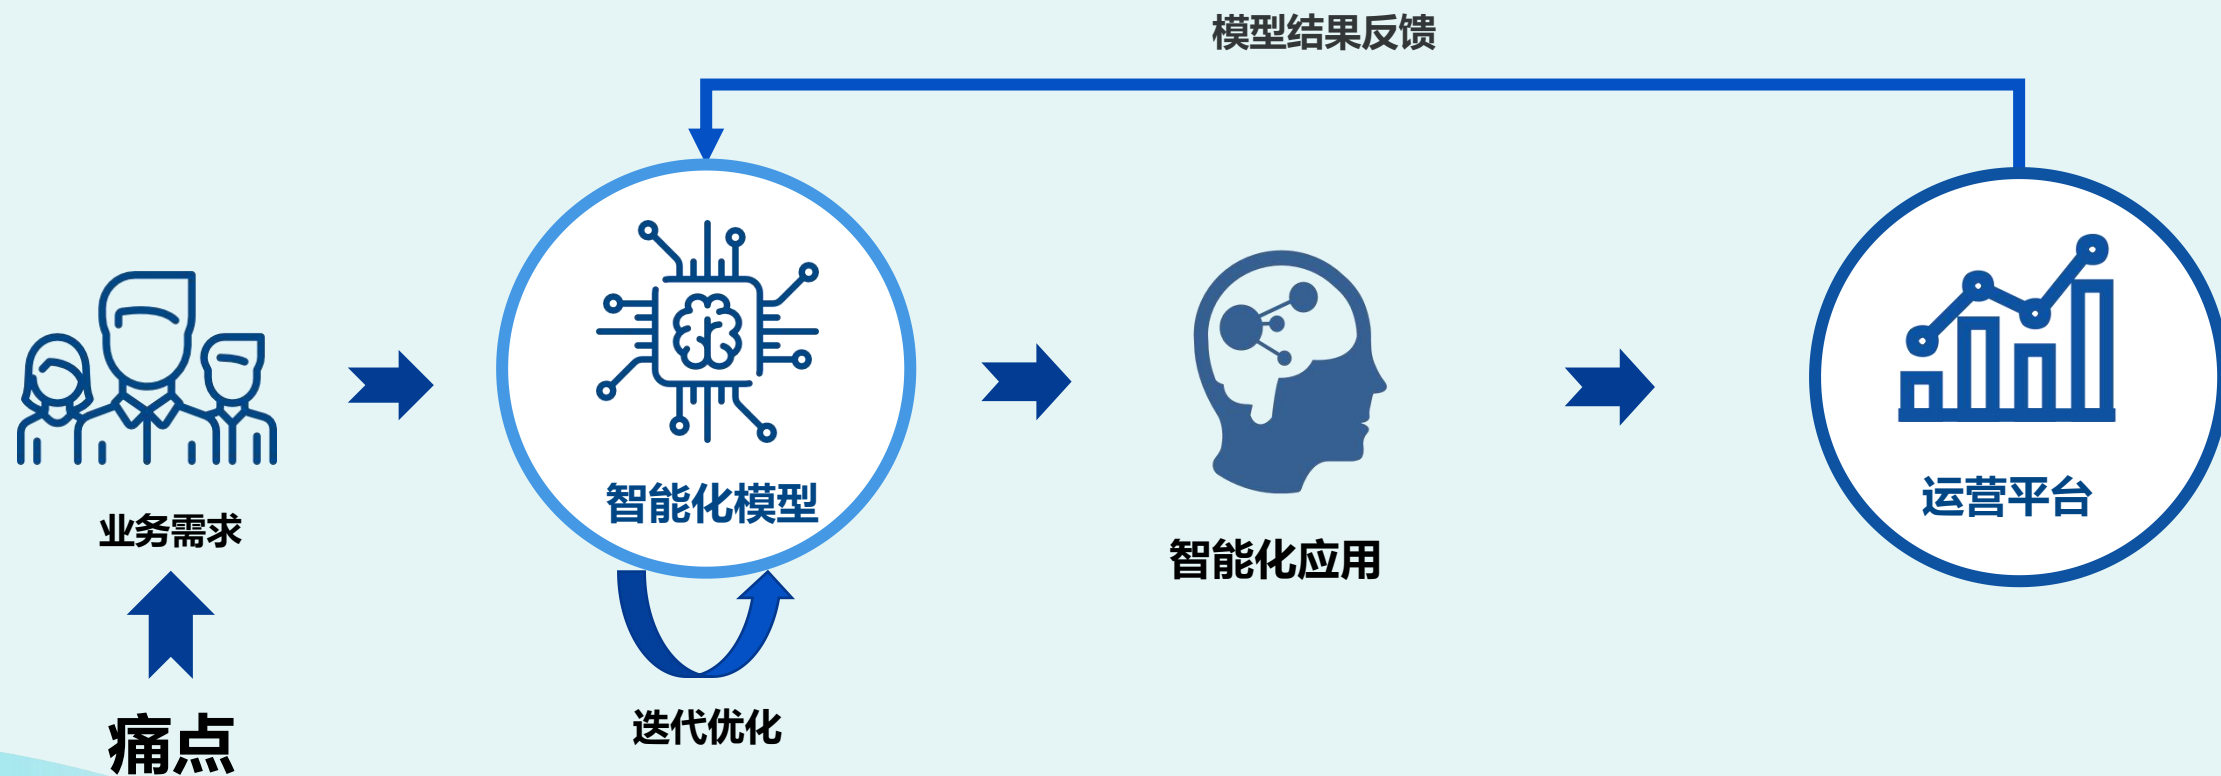 模型结果反馈
业务需求
痛点
智能化模型
迭代优化
智能化应用
运营平台